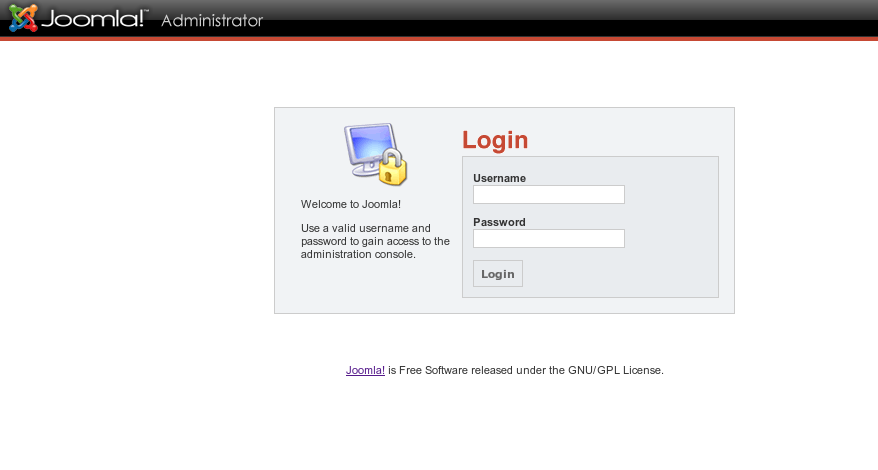 Joomla!™ Administrator
Login
Username
Password
Login
Welcome to Joomla!
Use a valid username and
password to gain access to the
administration console.
Joomla! is Free Software released under the GNU/GPL License.